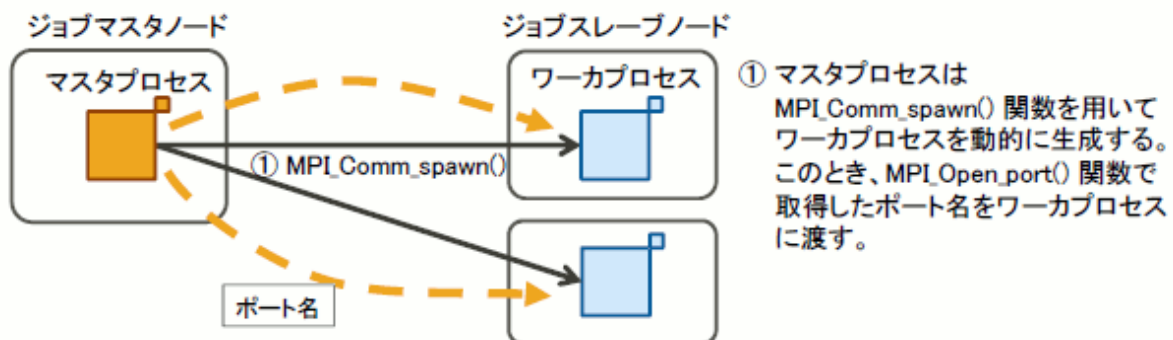 ジョブマスタノード
ジョブスレーブノード
マスタプロセス
ワーカプロセス
① MPI_Comm_spawn()
ポート名
① マスタプロセスは
MPI_Comm_spawn() 関数を用いて
ワーカプロセスを動的に生成する。
このとき、MPI_Open_port() 関数で
取得したポート名をワーカプロセス
に渡す。